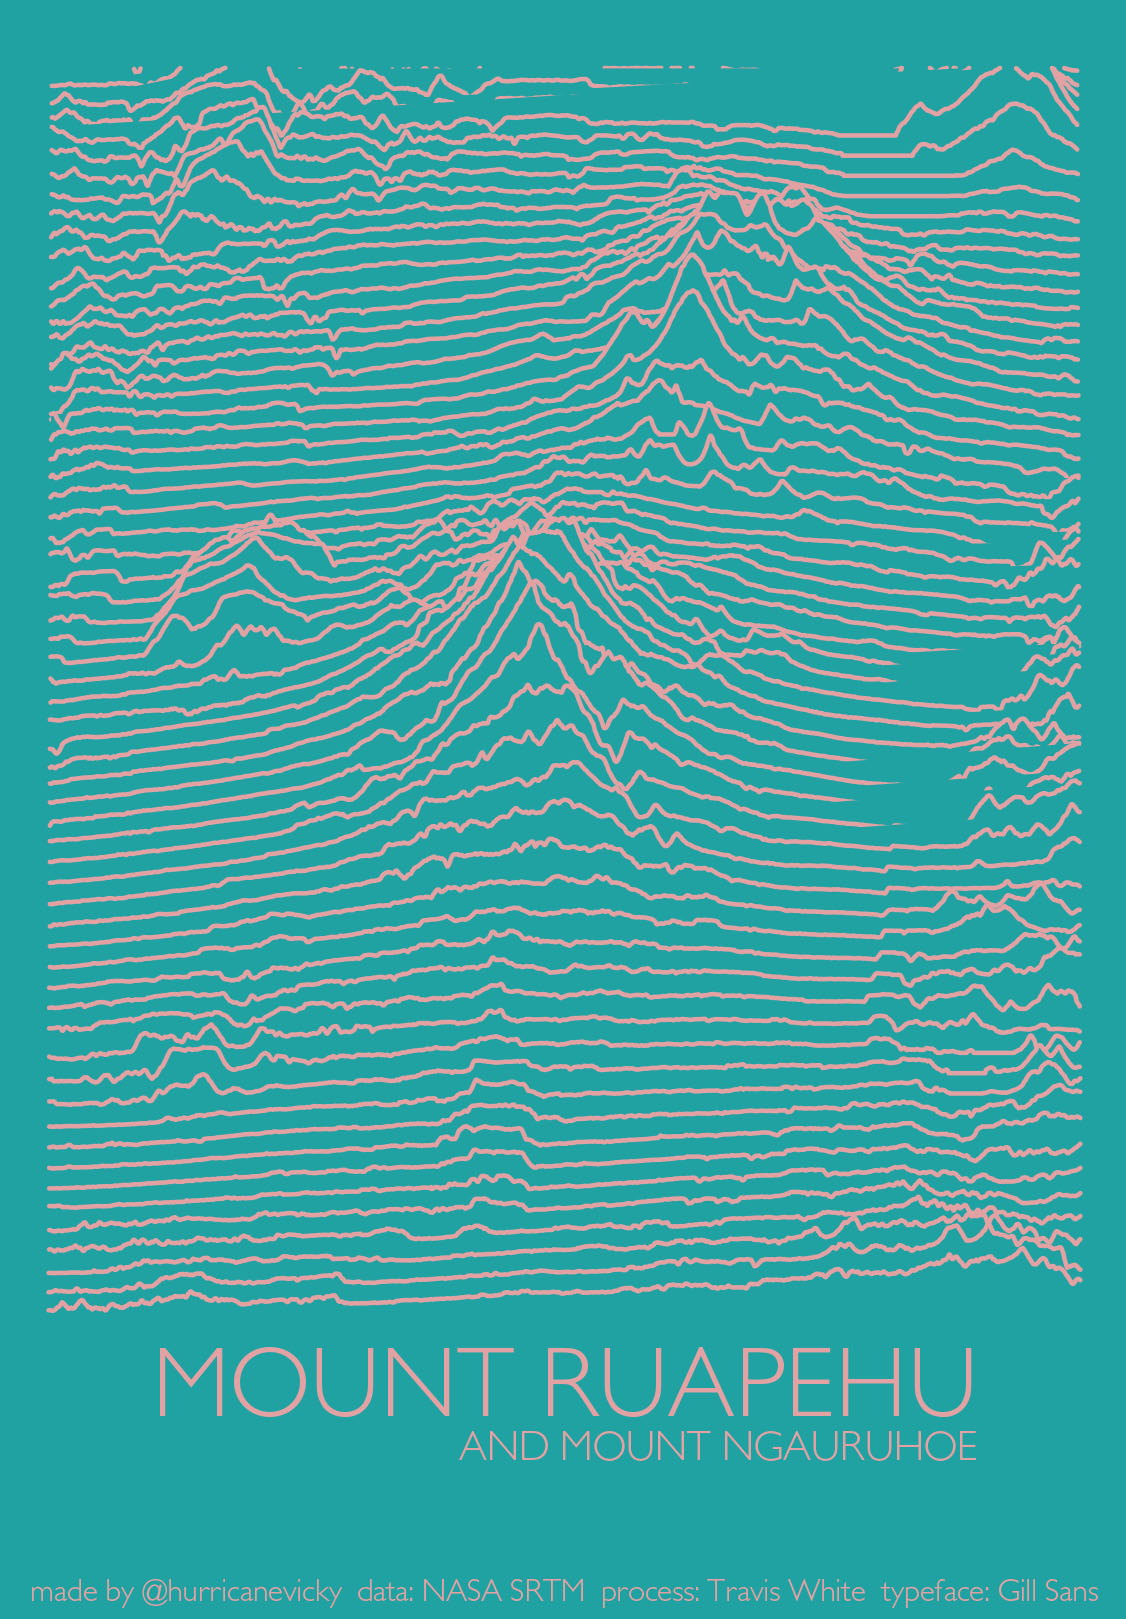 MOUNT RUAPEHU
AND MOUNT NGAURUHOE
made by @hurricanevicky data: NASA SRTM process: Travis White typeface: Gill Sans